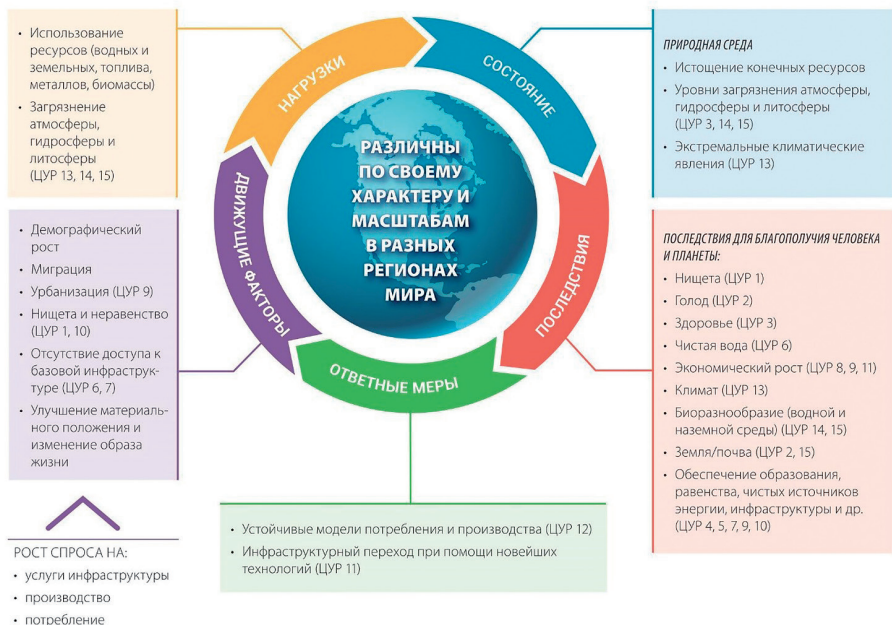 • Использование
ресурсов (водных и
земельных, топлива,
металлов, биомассы)
• Загрязнение
атмосферы,
гидросферы и
литосферы
(ЦУР 13, 14, 15)
НАГРУЗКИ
СОСТОЯНИЕ
ПРИРОДНАЯ СРЕДА
• Истощение конечных ресурсов
• Уровни загрязнения атмосферы,
гидросферы и литосферы
(ЦУР 3, 14, 15)
• Экстремальные климатические
явления (ЦУР 13)
РАЗЛИЧНЫ
ПО СВОЕМУ
ХАРАКТЕРУ И
МАСШТАБАМ
В РАЗНЫХ
РЕГИОНАХ
МИРА
ДВИЖУЩИЕ ФАКТОРЫ
ПОСЛЕДСТВИЯ
ОТВЕТНЫЕ МЕРЫ
• Демографический
рост
• Миграция
• Урбанизация (ЦУР 9)
• Нищета и неравенство
(ЦУР 1, 10)
• Отсутствие доступа к
базовой инфраструк-
туре (ЦУР 6, 7)
• Улучшение материаль-
ного положения и
изменение образа
жизни
ПОСЛЕДСТВИЯ ДЛЯ БЛАГОПОЛУЧИЯ ЧЕЛОВЕКА
И ПЛАНЕТЫ:
• Нищета (ЦУР 1)
• Голод (ЦУР 2)
• Здоровье (ЦУР 3)
• Чистая вода (ЦУР 6)
• Экономический рост (ЦУР 8, 9, 11)
• Климат (ЦУР 13)
• Биоразнообразие (водной и
наземной среды) (ЦУР 14, 15)
• Земля/почва (ЦУР 2, 15)
• Обеспечение образования,
равенства, чистых источников
энергии, инфраструктуры и др.
(ЦУР 4, 5, 7, 9, 10)
• Устойчивые модели потребления и производства (ЦУР 12)
• Инфраструктурный переход при помощи новейших
технологий (ЦУР 11)
РОСТ СПРОСА НА:
• услуги инфраструктуры
• производство
• потребление